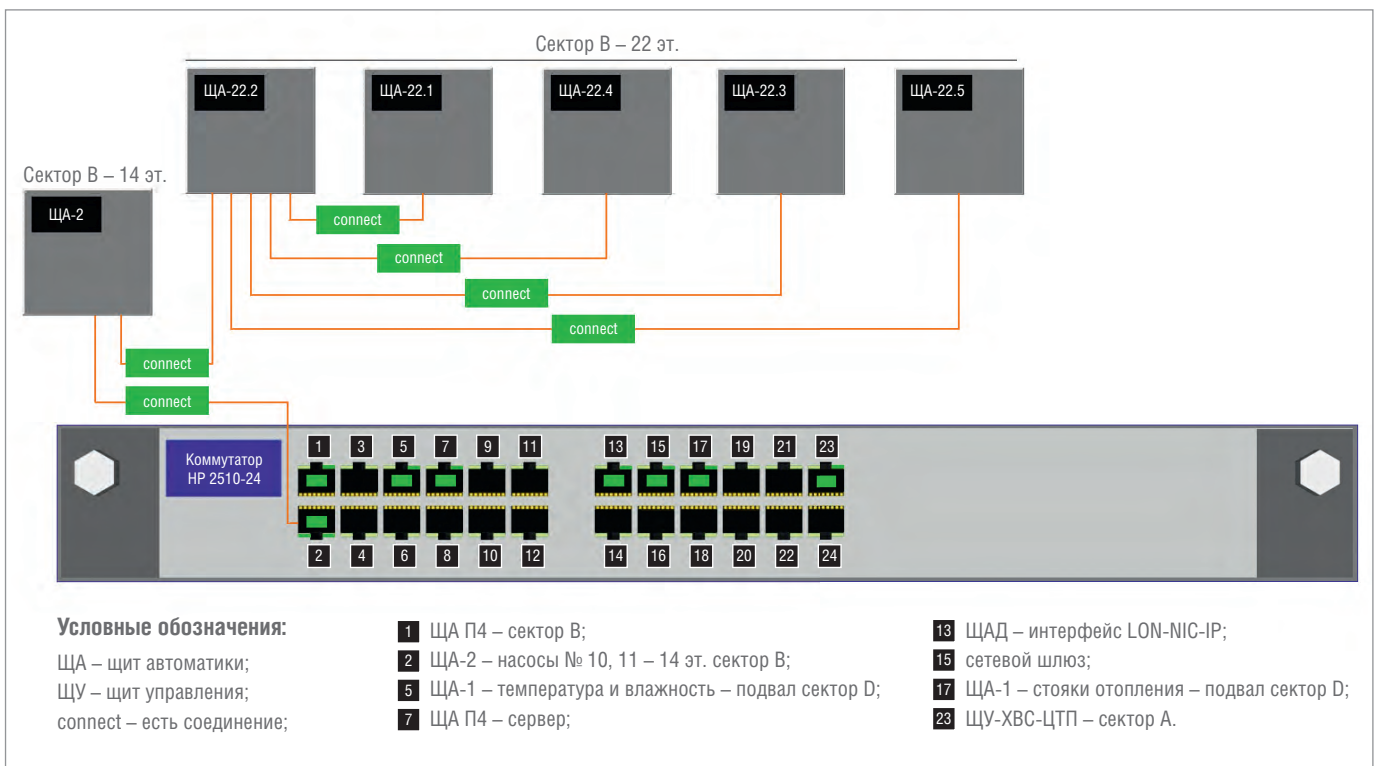 Сектор В – 22 эт.
ЩА-22.2
ЩА-22.1
ЩА-22.4
ЩА-22.3
ЩА-22.5
Сектор В – 14 эт.
ЩА-2
connect
connect
connect
connect
connect
connect
Коммутатор
HP 2510-24
1 3 5 7 9 11 13 15 17 19 21 23
2 4 6 8 10 12 14 16 18 20 22 24
Условные обозначения:
ЩА – щит автоматики;
ЩУ – щит управления;
connect – есть соединение;
1 ЩА П4 – сектор В;
2 ЩА-2 – насосы № 10, 11 – 14 эт. сектор В;
5 ЩА-1 – температура и влажность – подвал сектор D;
7 ЩА П4 – сервер;
13 ЩАД – интерфейс LON-NIC-IP;
15 сетевой шлюз;
17 ЩА-1 – стояки отопления – подвал сектор D;
23 ЩУ-ХВС-ЦТП – сектор А.